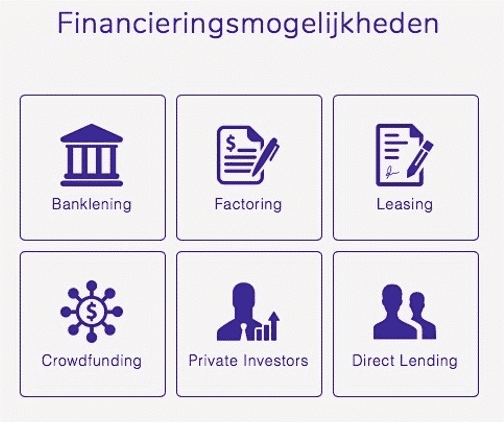 Financieringsmogelijkheden
Banklening
Factoring
Leasing
Crowdfunding
Private Investors
Direct Lending